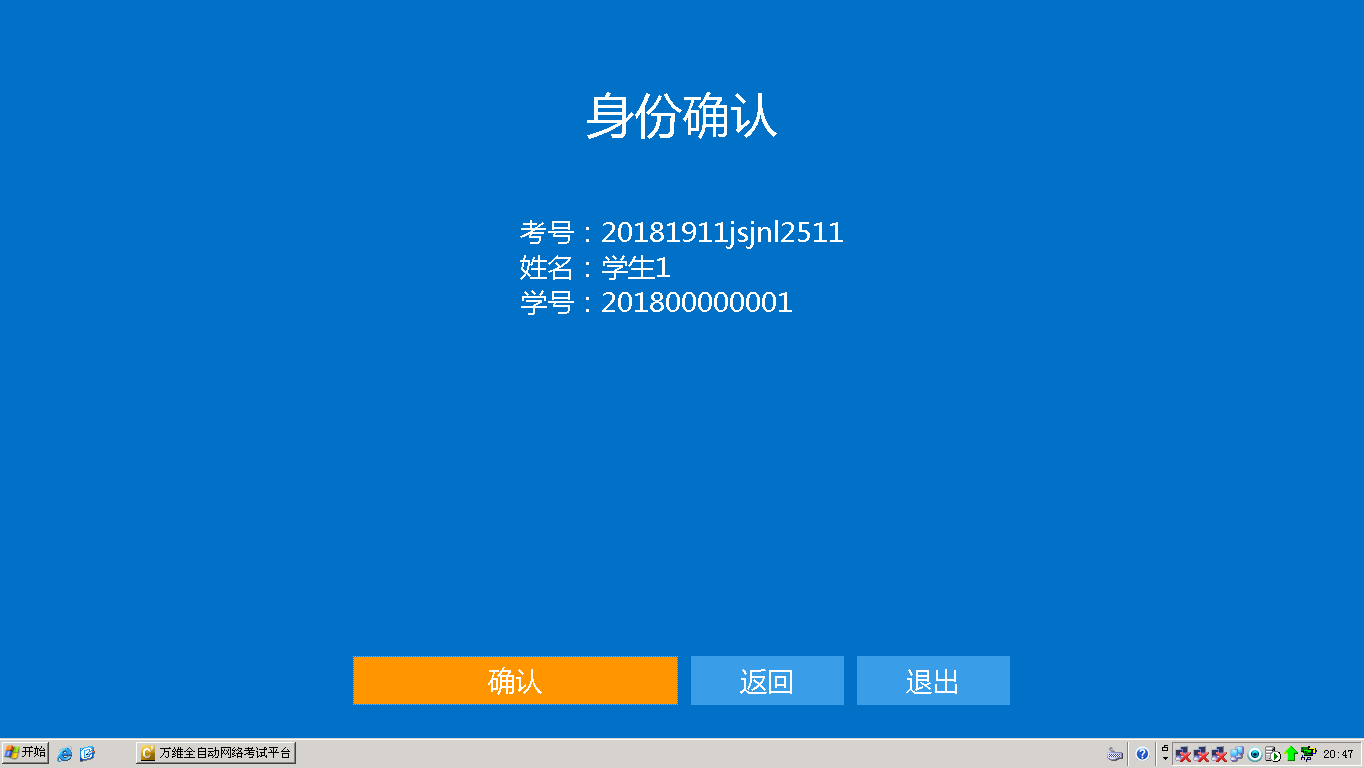 身份确认
考号：20181911jsjnl2511
姓名：学生1
学号：201800000001
确认
返回
退出
开始
万维全自动网络考试平台
20:47